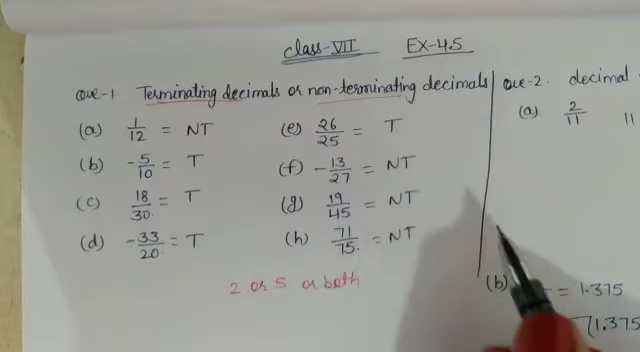 Class-VII EX-4.5
Que-1. Terminating decimals or non-terminating decimals
(a) 1/12 = NT
(b) -5/10 = T
(c) 18/30. = T
(d) -33/20. = T
(e) 26/25 = T
(f) -13/27 = NT
(g) 19/45 = NT
(h) 71/75. = NT
2 or 5 or both
Que-2. decimal
(a) 2/11 11
(b) = 1.375
1.375